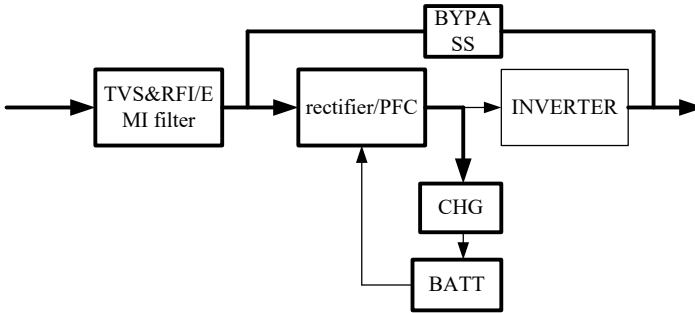 BYPA
SS
TVS&RFI/E
MI filter
rectifier/PFC
INVERTER
CHG
BATT